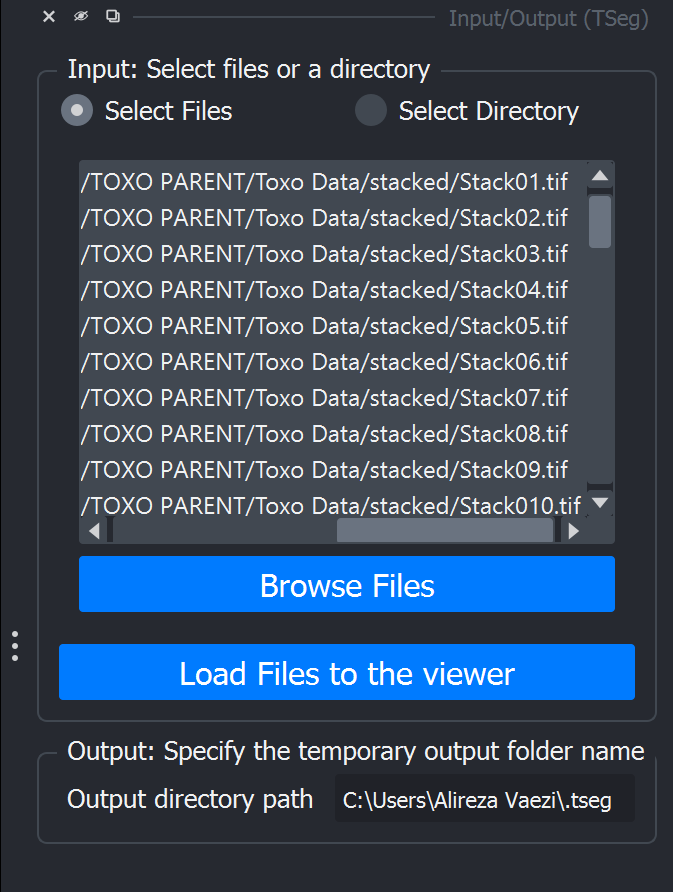 Input/Output (TSeg)
Input: Select files or a directory
Select Files
Select Directory
/TOXO PARENT/Toxo Data/stacked/Stack01.tif
/TOXO PARENT/Toxo Data/stacked/Stack02.tif
/TOXO PARENT/Toxo Data/stacked/Stack03.tif
/TOXO PARENT/Toxo Data/stacked/Stack04.tif
/TOXO PARENT/Toxo Data/stacked/Stack05.tif
/TOXO PARENT/Toxo Data/stacked/Stack06.tif
/TOXO PARENT/Toxo Data/stacked/Stack07.tif
/TOXO PARENT/Toxo Data/stacked/Stack08.tif
/TOXO PARENT/Toxo Data/stacked/Stack09.tif
/TOXO PARENT/Toxo Data/stacked/Stack010.tif
Browse Files
Load Files to the viewer
Output: Specify the temporary output folder name
Output directory path
C:\Users\Alireza Vaezi\.tseg